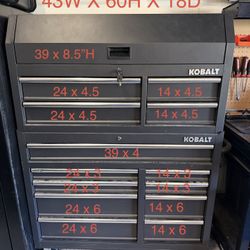 43W X 60H X 18D
39 x 8.5"H
KOBALT
24 x 4.5 14 x 4.5
24 x 4.5 14 x 4.5
KOBALT
39 x 4
24 x 3 14 x 3
24 x 3 14 x 3
24 x 6 14 x 6
24 x 6 14 x 6